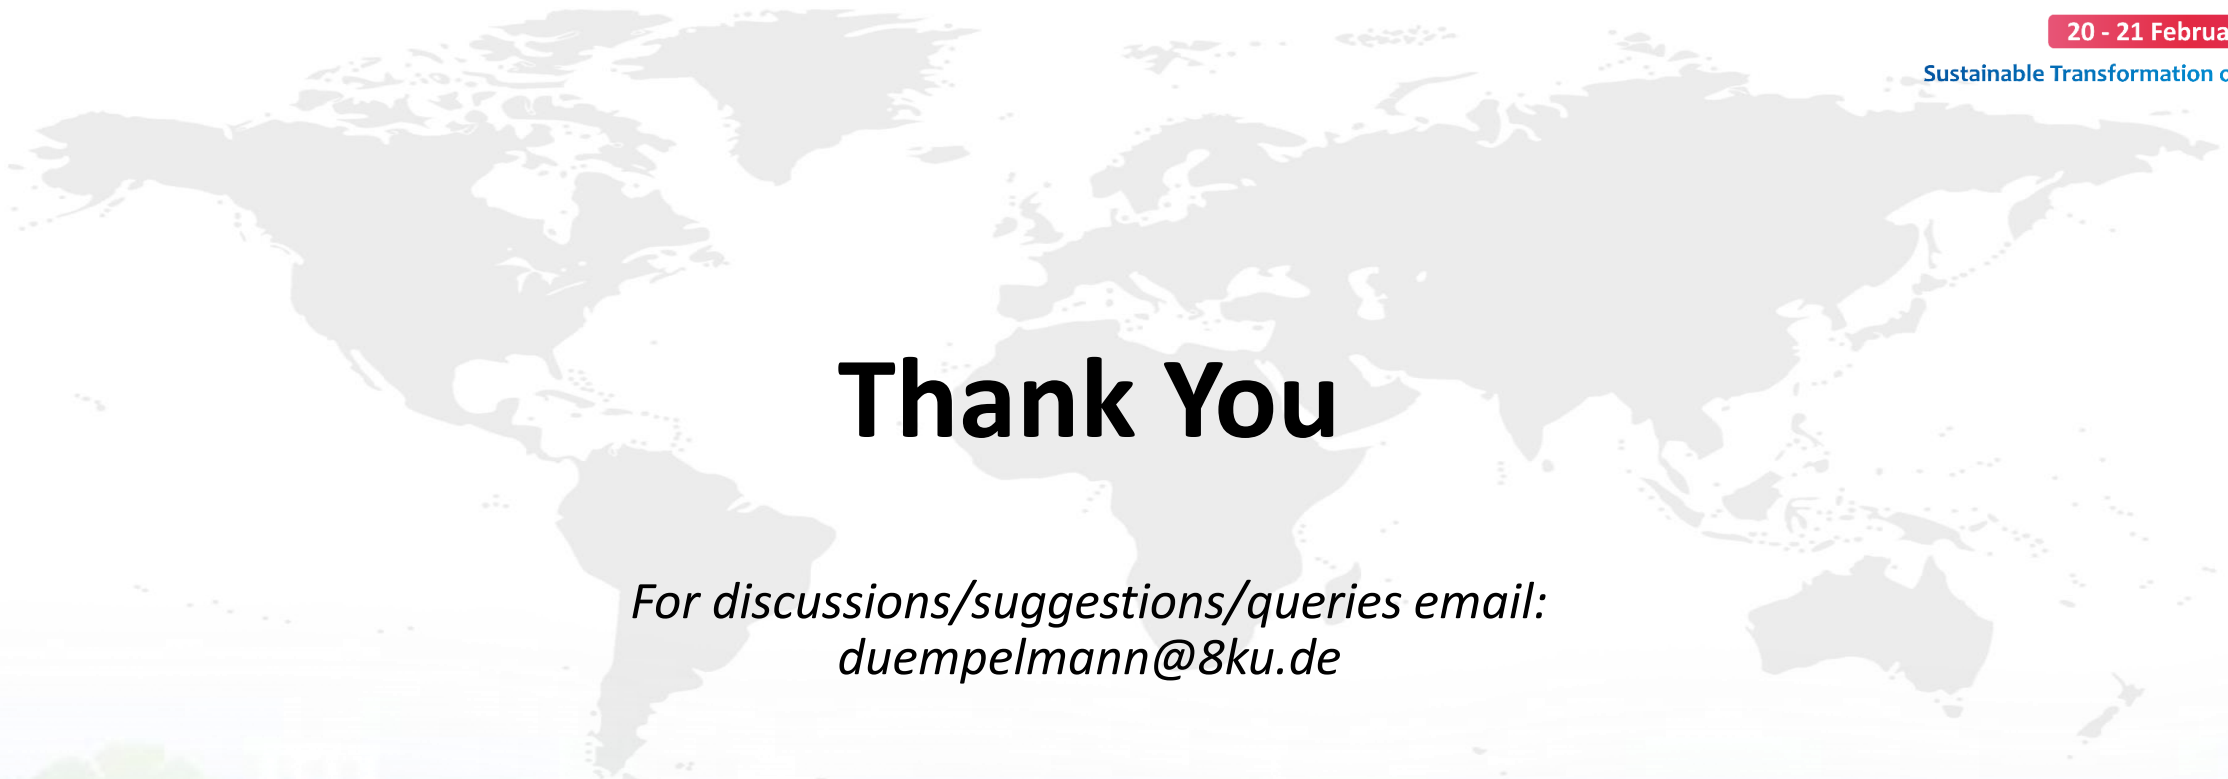 20 - 21 Februa
Sustainable Transformation o
Thank You
For discussions/suggestions/queries email:
duempelmann@8ku.de